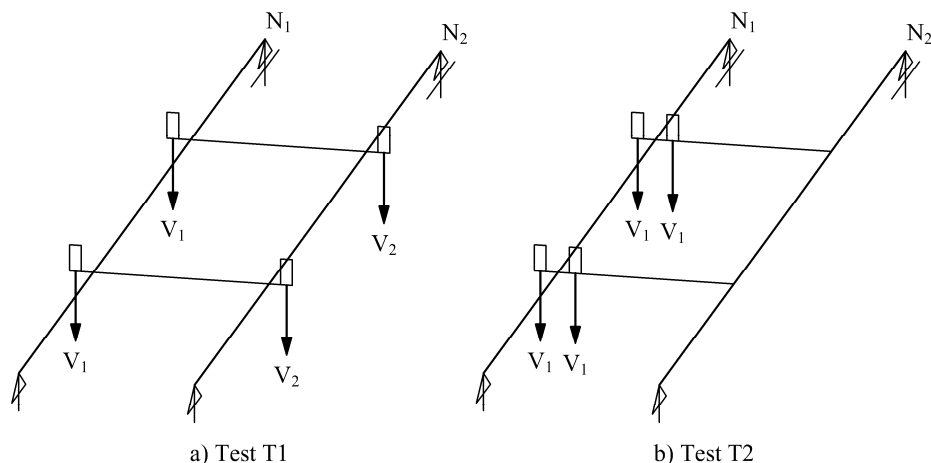 N₁
N₂
V₁
V₂
V₁
V₂
a) Test T1
N₁
N₂
V₁
V₁
V₁
V₁
b) Test T2